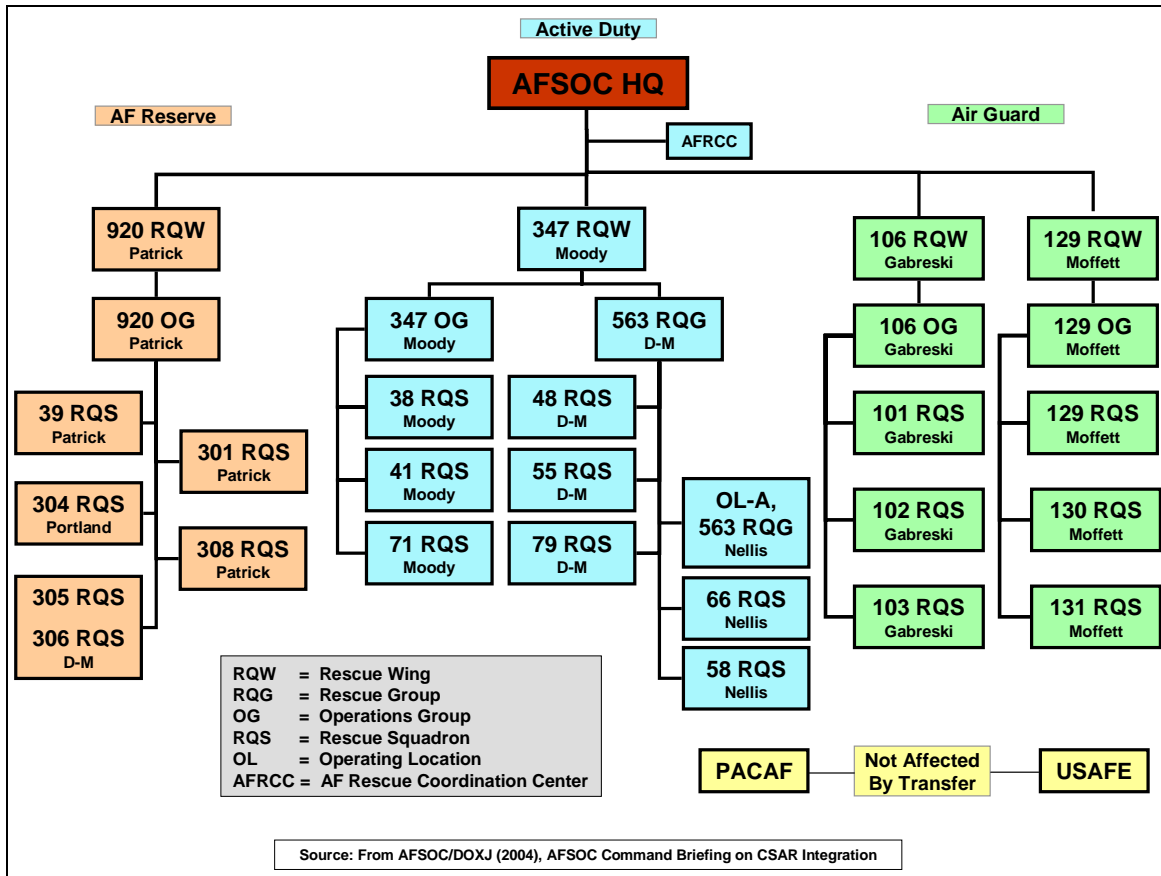 Active Duty
AFSOC HQ
AF Reserve
Air Guard
AFRCC
920 RQW
Patrick
347 RQW
Moody
106 RQW
Gabreski
129 RQW
Moffett
920 OG
Patrick
347 OG
Moody
563 RQG
D-M
106 OG
Gabreski
129 OG
Moffett
39 RQS
Patrick
301 RQS
Patrick
304 RQS
Portland
308 RQS
Patrick
305 RQS
306 RQS
D-M
38 RQS
Moody
41 RQS
Moody
71 RQS
Moody
48 RQS
D-M
55 RQS
D-M
79 RQS
D-M
OL-A,
563 RQG
Nellis
66 RQS
Nellis
58 RQS
Nellis
101 RQS
Gabreski
102 RQS
Gabreski
103 RQS
Gabreski
129 RQS
Moffett
130 RQS
Moffett
131 RQS
Moffett
RQW = Rescue Wing
RQG = Rescue Group
OG = Operations Group
RQS = Rescue Squadron
OL = Operating Location
AFRCC = AF Rescue Coordination Center
PACAF
Not Affected
By Transfer
USAFE
Source: From AFSOC/DOXJ (2004), AFSOC Command Briefing on CSAR Integration